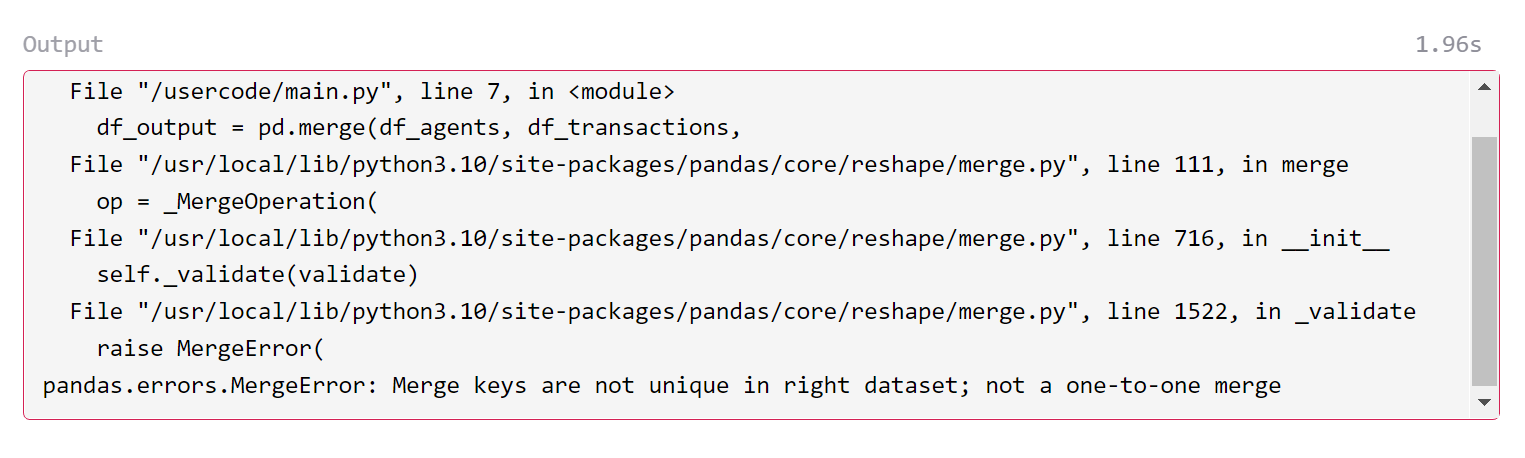 Output 1.96s
File "/usercode/main.py", line 7, in <module>
df_output = pd.merge(df_agents, df_transactions,
File "/usr/local/lib/python3.10/site-packages/pandas/core/reshape/merge.py", line 111, in merge
op = _MergeOperation(
File "/usr/local/lib/python3.10/site-packages/pandas/core/reshape/merge.py", line 716, in __init__
self._validate(validate)
File "/usr/local/lib/python3.10/site-packages/pandas/core/reshape/merge.py", line 1522, in _validate
raise MergeError(
pandas.errors.MergeError: Merge keys are not unique in right dataset; not a one-to-one merge